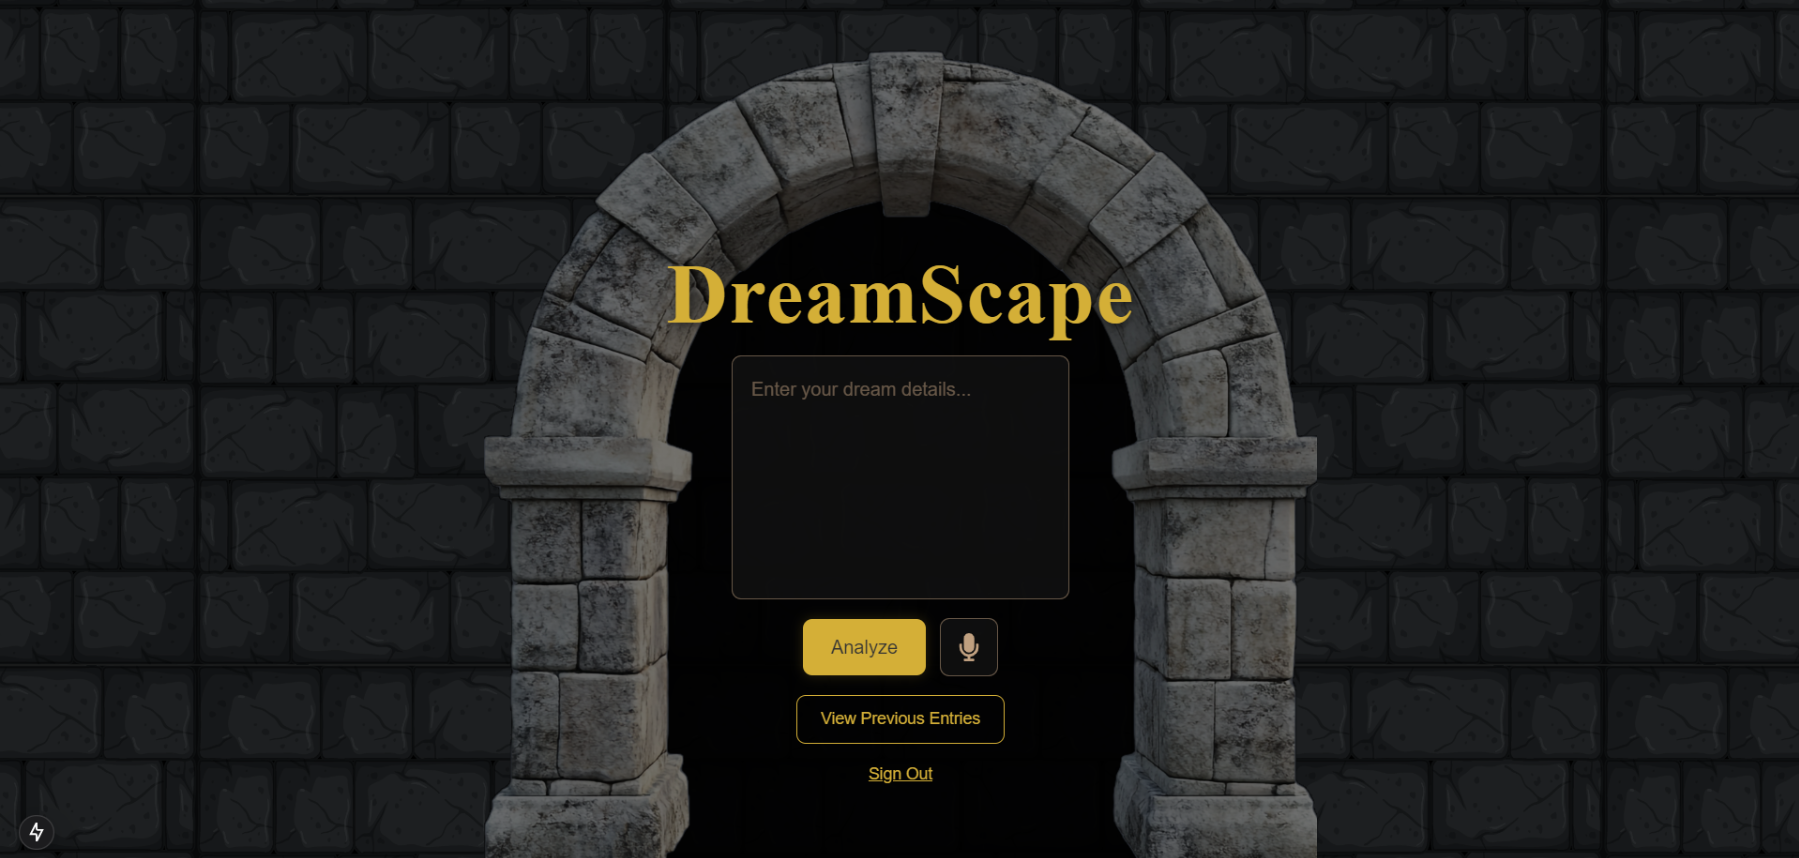 DreamScape
Enter your dream details...
Analyze
View Previous Entries
Sign Out